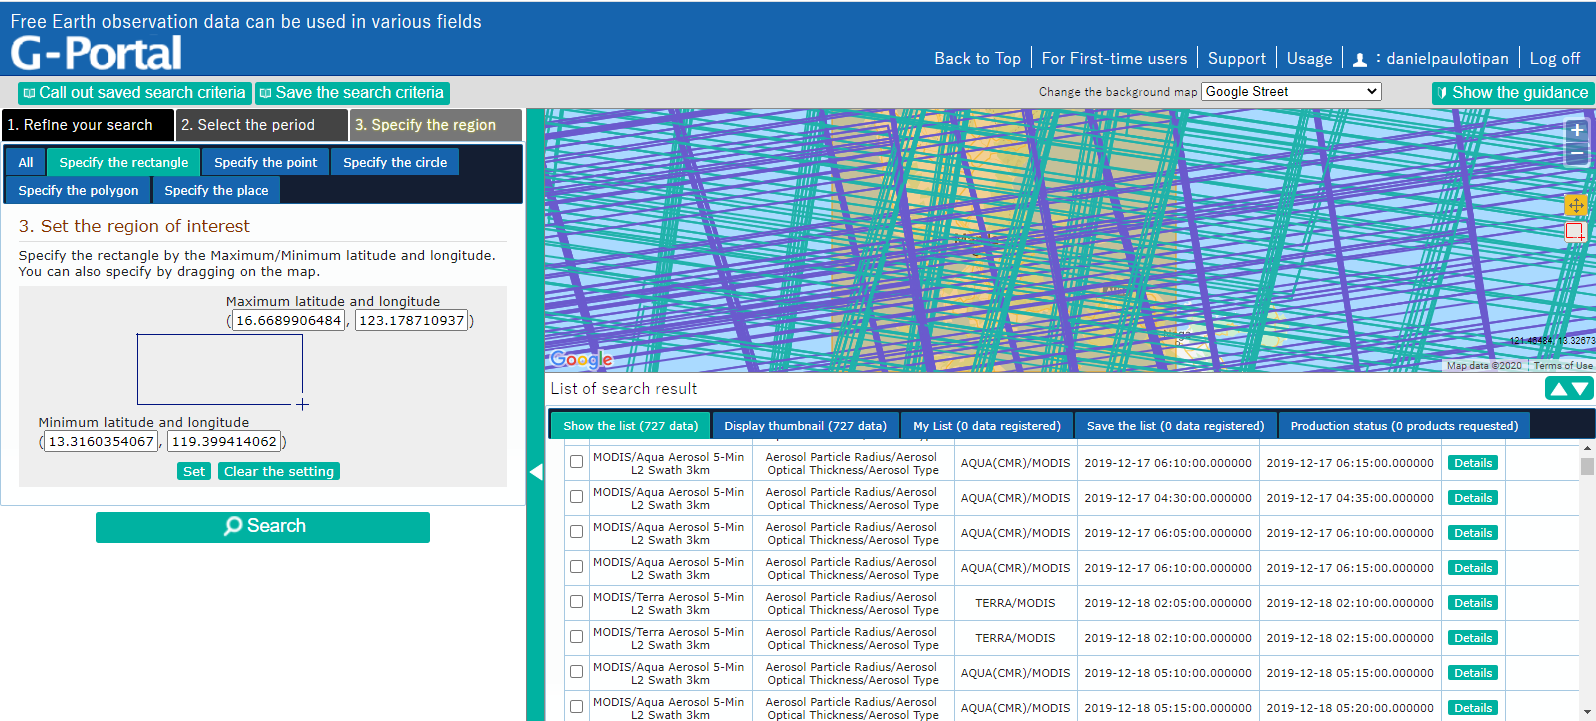 Free Earth observation data can be used in various fields
G-Portal
Back to Top
For First-time users
Support
Usage
: danielpaulotipan
Log off
Call out saved search criteria
Save the search criteria
Change the background map
Google Street
Show the guidance
1. Refine your search
2. Select the period
3. Specify the region
All
Specify the rectangle
Specify the point
Specify the circle
Specify the polygon
Specify the place
3. Set the region of interest
Specify the rectangle by the Maximum/Minimum latitude and longitude.
You can also specify by dragging on the map.
Maximum latitude and longitude
(16.6689906484, 123.178710937)
Minimum latitude and longitude
(13.3160354067, 119.399414062)
Set
Clear the setting
Search
Google
121.46484, 13.32673
Map data ©2020
Terms of Use
List of search result
Show the list (727 data)
Display thumbnail (727 data)
My List (0 data registered)
Save the list (0 data registered)
Production status (0 products requested)
MODIS/Aqua Aerosol 5-Min L2 Swath 3km
Aerosol Particle Radius/Aerosol Optical Thickness/Aerosol Type
AQUA(CMR)/MODIS
2019-12-17 06:10:00.000000
2019-12-17 06:15:00.000000
Details
MODIS/Aqua Aerosol 5-Min L2 Swath 3km
Aerosol Particle Radius/Aerosol Optical Thickness/Aerosol Type
AQUA(CMR)/MODIS
2019-12-17 04:30:00.000000
2019-12-17 04:35:00.000000
Details
MODIS/Aqua Aerosol 5-Min L2 Swath 3km
Aerosol Particle Radius/Aerosol Optical Thickness/Aerosol Type
AQUA(CMR)/MODIS
2019-12-17 06:05:00.000000
2019-12-17 06:10:00.000000
Details
MODIS/Aqua Aerosol 5-Min L2 Swath 3km
Aerosol Particle Radius/Aerosol Optical Thickness/Aerosol Type
AQUA(CMR)/MODIS
2019-12-17 06:10:00.000000
2019-12-17 06:15:00.000000
Details
MODIS/Terra Aerosol 5-Min L2 Swath 3km
Aerosol Particle Radius/Aerosol Optical Thickness/Aerosol Type
TERRA/MODIS
2019-12-18 02:05:00.000000
2019-12-18 02:10:00.000000
Details
MODIS/Terra Aerosol 5-Min L2 Swath 3km
Aerosol Particle Radius/Aerosol Optical Thickness/Aerosol Type
TERRA/MODIS
2019-12-18 02:10:00.000000
2019-12-18 02:15:00.000000
Details
MODIS/Aqua Aerosol 5-Min L2 Swath 3km
Aerosol Particle Radius/Aerosol Optical Thickness/Aerosol Type
AQUA(CMR)/MODIS
2019-12-18 05:10:00.000000
2019-12-18 05:15:00.000000
Details
MODIS/Aqua Aerosol 5-Min L2 Swath 3km
Aerosol Particle Radius/Aerosol Optical Thickness/Aerosol Type
AQUA(CMR)/MODIS
2019-12-18 05:15:00.000000
2019-12-18 05:20:00.000000
Details